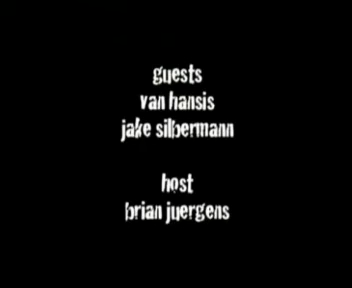 guests
van hansis
jake silbermann
host
brian juergens